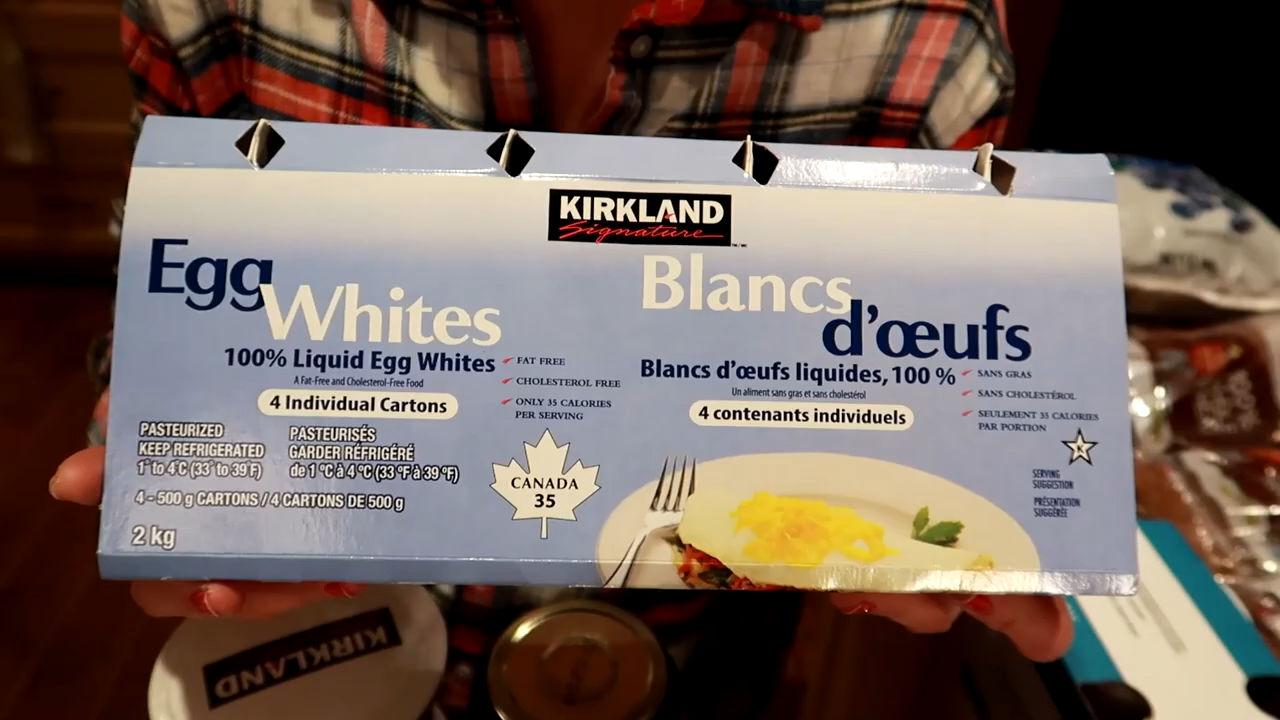 KIRKLAND
Signature
Egg
Whites
100% Liquid Egg Whites
A Fat-Free and Cholesterol-Free Food
4 Individual Cartons
FAT FREE
CHOLESTEROL FREE
ONLY 35 CALORIES
PER SERVING
PASTEURIZED
KEEP REFRIGERATED
1° to 4°C (33° to 39°F)
PASTEURISÉS
GARDER RÉFRIGÉRÉ
de 1 °C à 4 °C (33 °F à 39 °F)
4 - 500 g CARTONS / 4 CARTONS DE 500 g
2 kg
CANADA
35
Blancs
d'œufs
Blancs d'œufs liquides, 100 %
Un aliment sans gras et sans cholestérol
4 contenants individuels
SANS GRAS
SANS CHOLESTÉROL
SEULEMENT 35 CALORIES
PAR PORTION
K
SERVING
SUGGESTION
PRÉSENTATION
SUGGÉRÉE
KIRKLAND